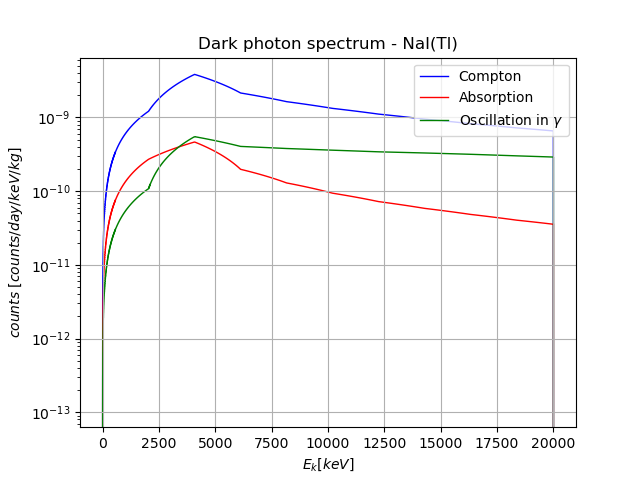 Dark photon spectrum - NaI(Tl)
Compton
Absorption
Oscillation in γ
10⁻⁹
10⁻¹⁰
10⁻¹¹
10⁻¹²
10⁻¹³
counts [counts/day/keV/kg]
0 2500 5000 7500 10000 12500 15000 17500 20000
E_k[keV]